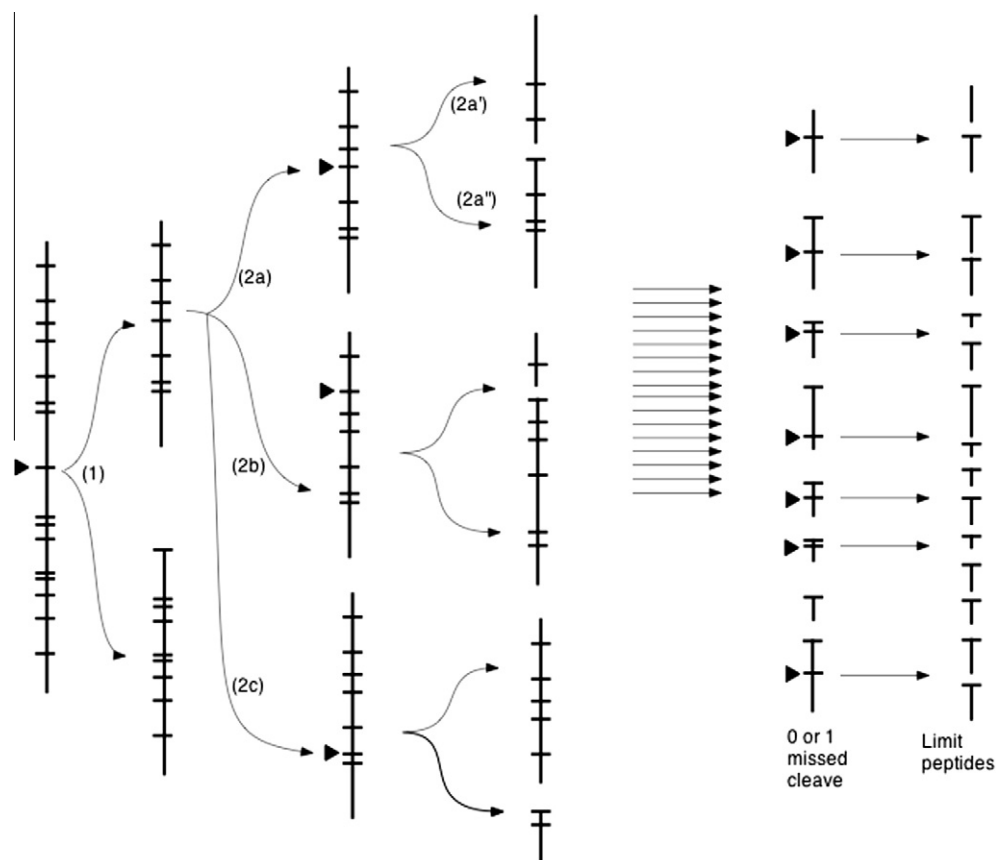 (1)
(2a)
(2b)
(2c)
(2a')
(2a")
0 or 1
missed
cleave
Limit
peptides